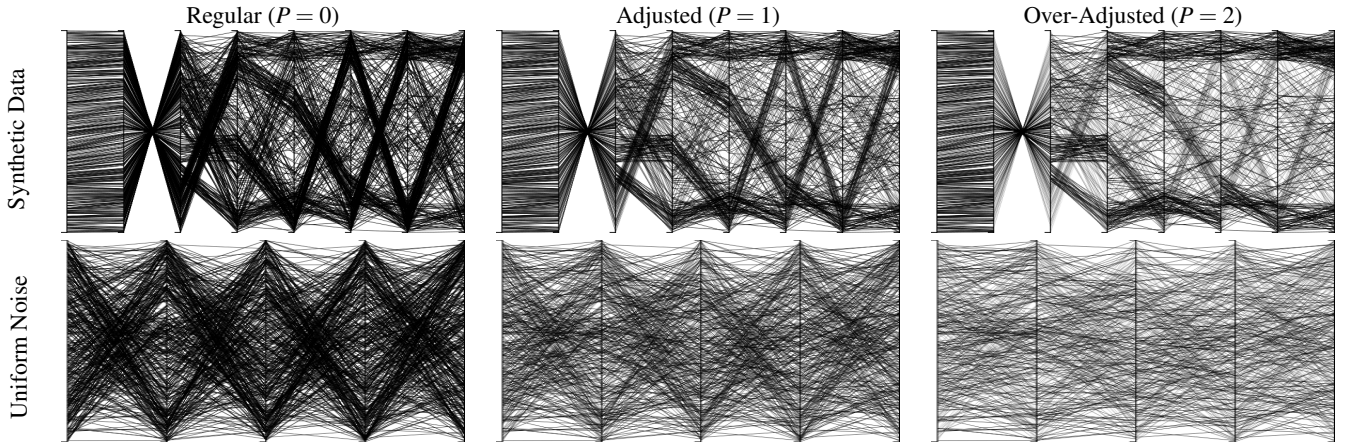 Regular (P = 0)
Adjusted (P = 1)
Over-Adjusted (P = 2)
Synthetic Data
Uniform Noise